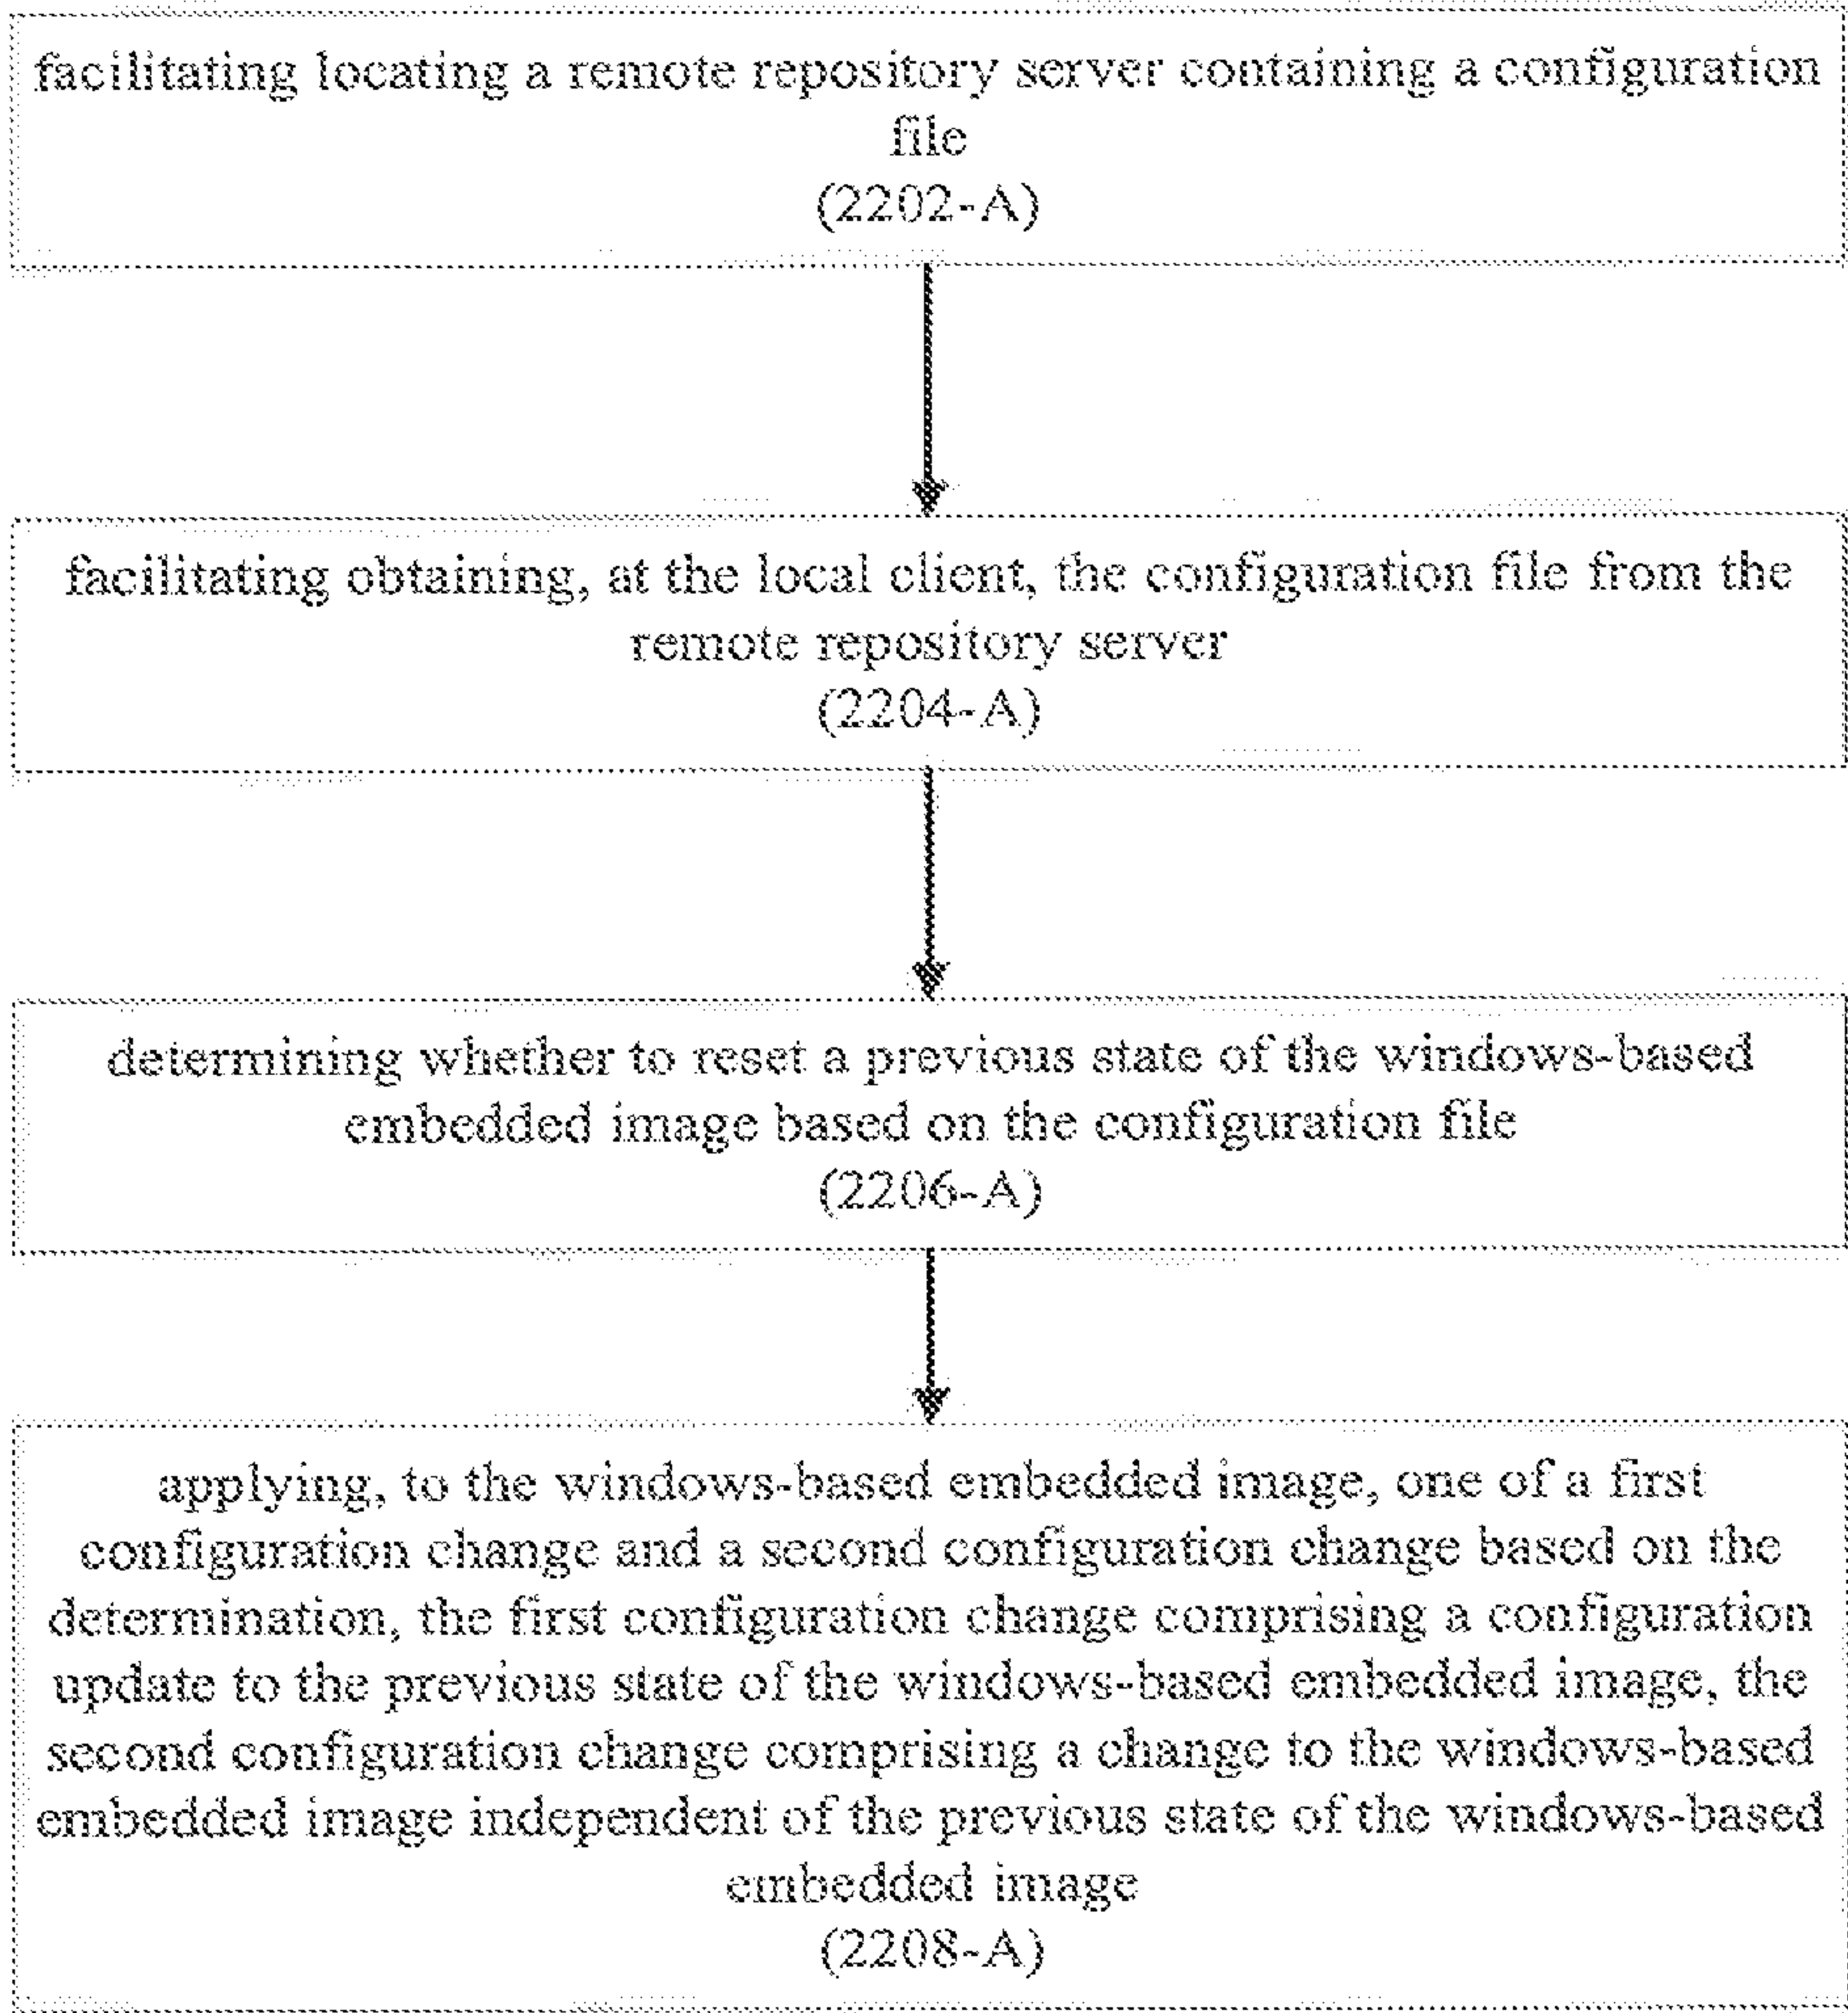 facilitating locating a remote repository server containing a configuration
file
(2202-A)
facilitating obtaining, at the local client, the configuration file from the
remote repository server
(2204-A)
determining whether to reset a previous state of the windows-based
embedded image based on the configuration file
(2206-A)
applying, to the windows-based embedded image, one of a first
configuration change and a second configuration change based on the
determination, the first configuration change comprising a configuration
update to the previous state of the windows-based embedded image, the
second configuration change comprising a change to the windows-based
embedded image independent of the previous state of the windows-based
embedded image
(2208-A)